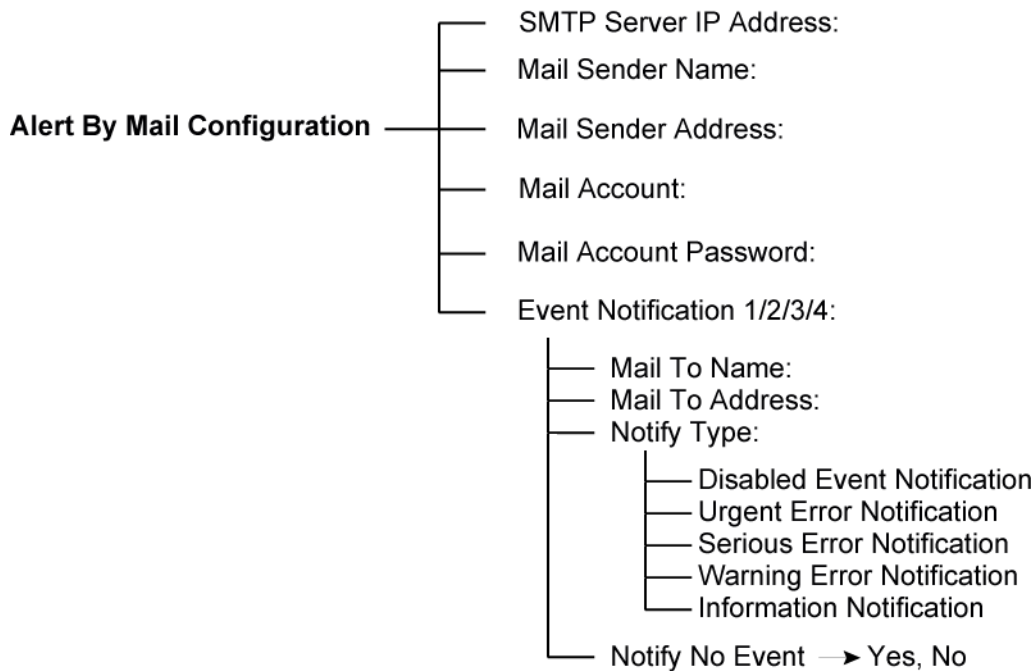 SMTP Server IP Address:
Mail Sender Name:
Alert By Mail Configuration
Mail Sender Address:
Mail Account:
Mail Account Password:
Event Notification 1/2/3/4:
Mail To Name:
Mail To Address:
Notify Type:
Disabled Event Notification
Urgent Error Notification
Serious Error Notification
Warning Error Notification
Information Notification
Notify No Event Yes, No